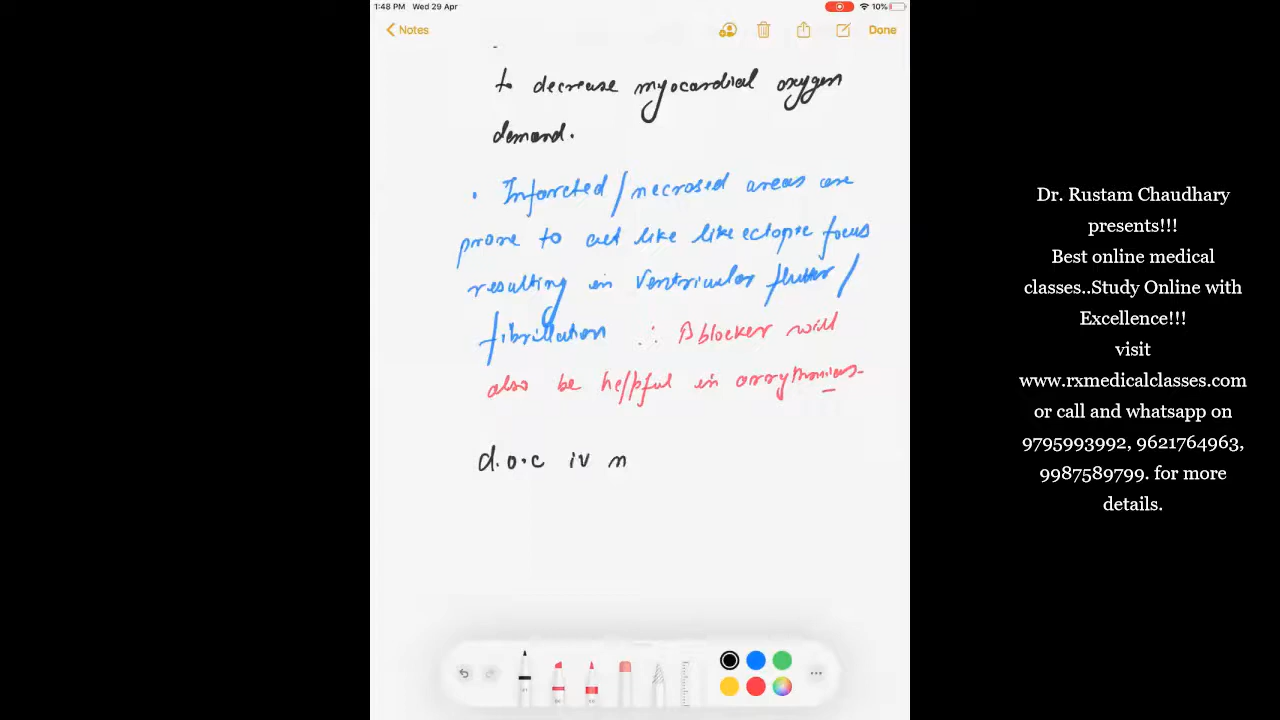 1:48 PM Wed 29 Apr
10%
Notes
Done
to decrease myocardial oxygen
demand.
• Infarcted/necrosed areas are
prone to act like like ectopic focus
resulting in ventricular flutter/
fibrillation ∴ β blocker will
also be helpful in arrythmias-
d.o.c iv m
Dr. Rustam Chaudhary
presents!!!
Best online medical
classes..Study Online with
Excellence!!!
visit
www.rxmedicalclasses.com
or call and whatsapp on
9795993992, 9621764963,
9987589799. for more
details.